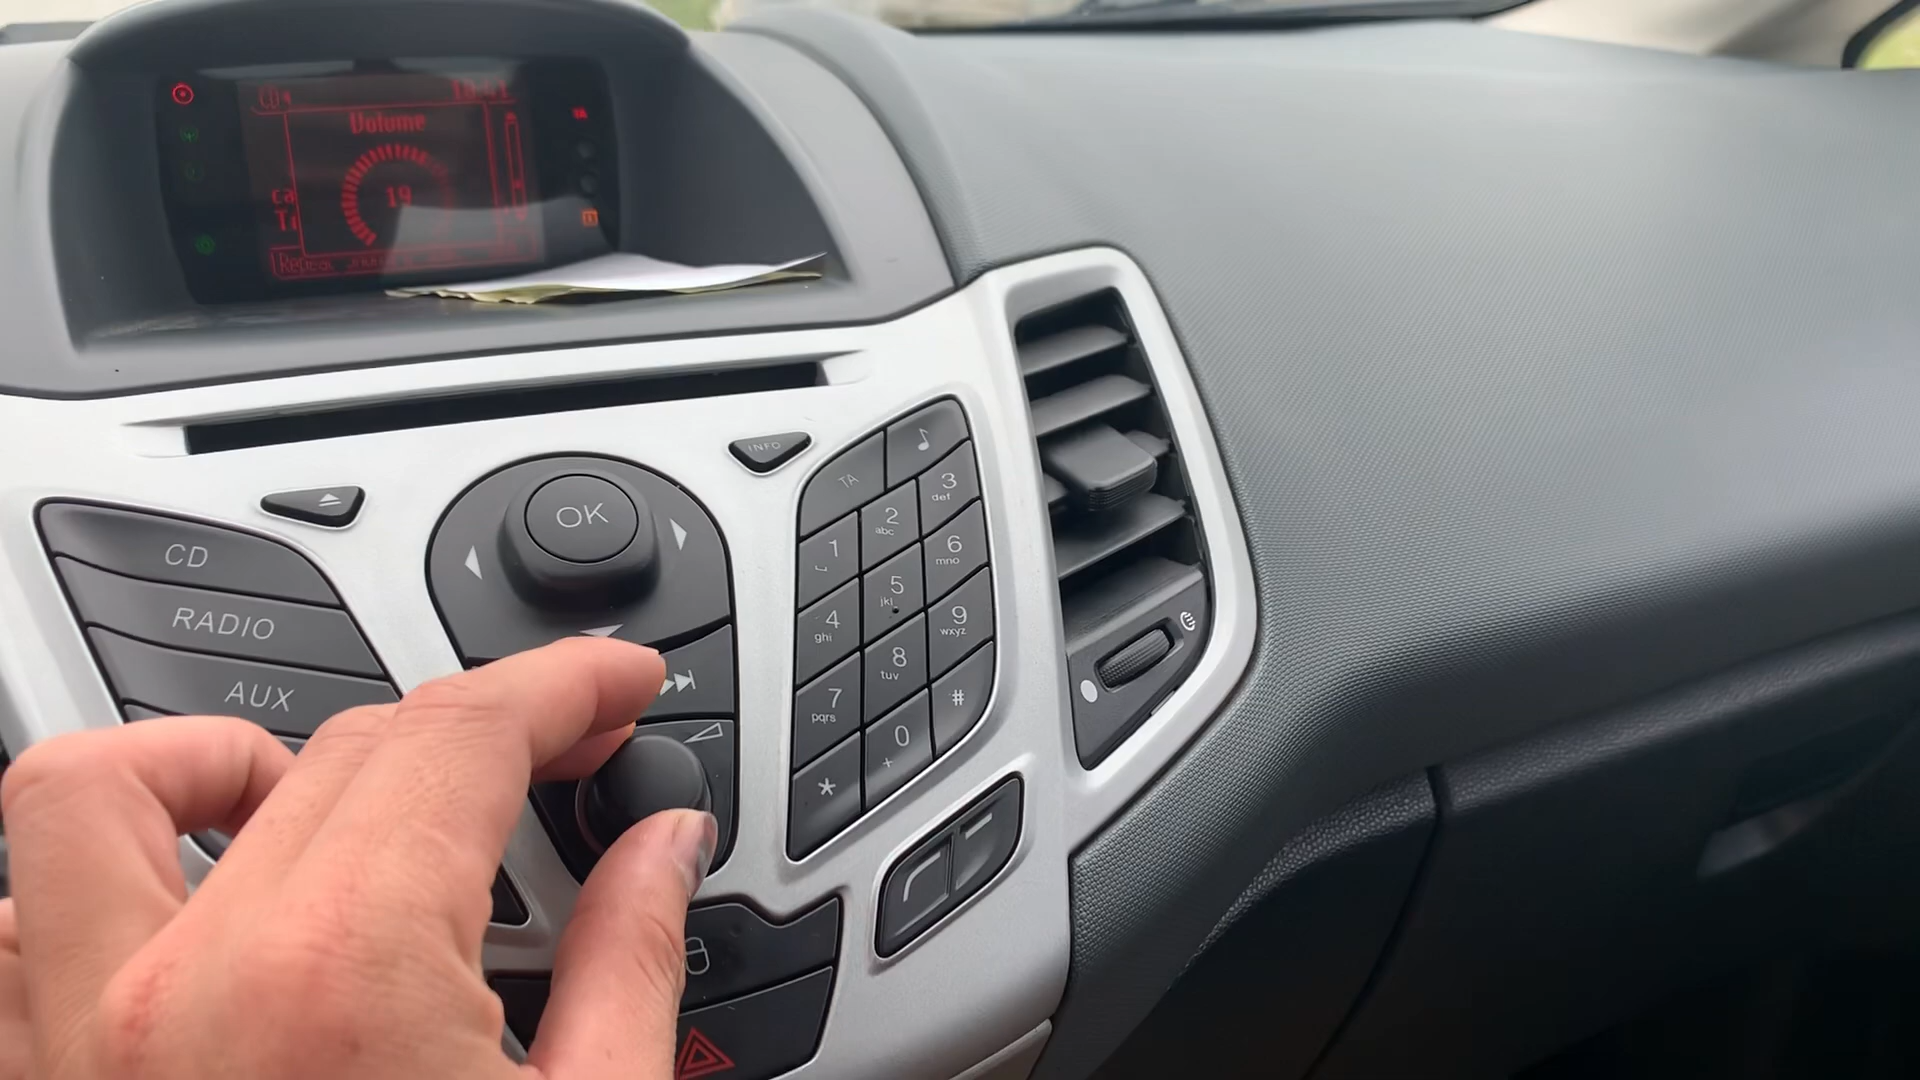 CD
Volume
19
INFO
OK
CD
RADIO
AUX
TA
1
2 abc
3 def
4 ghi
5 jkl
6 mno
7 pqrs
8 tuv
9 wxyz
*
0 +
#